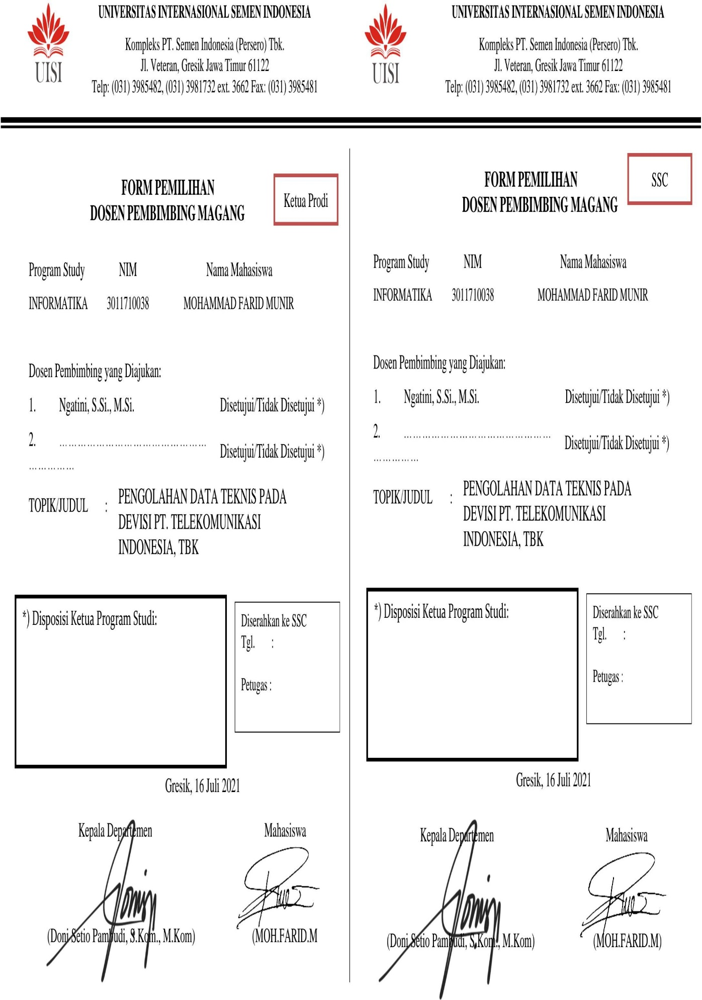 UISI
UNIVERSITAS INTERNASIONAL SEMEN INDONESIA
Kompleks PT. Semen Indonesia (Persero) Tbk.
Jl. Veteran, Gresik Jawa Timur 61122
Telp: (031) 3985482, (031) 3981732 ext. 3662 Fax: (031) 3985481
FORM PEMILIHAN
DOSEN PEMBIMBING MAGANG
Ketua Prodi
Program Study NIM Nama Mahasiswa
INFORMATIKA 3011710038 MOHAMMAD FARID MUNIR
Dosen Pembimbing yang Diajukan:
1. Ngatini, S.Si., M.Si. Disetujui/Tidak Disetujui *)
2. ………………………………………… Disetujui/Tidak Disetujui *)
……………
TOPIK/JUDUL : PENGOLAHAN DATA TEKNIS PADA
DEVISI PT. TELEKOMUNIKASI
INDONESIA, TBK
*) Disposisi Ketua Program Studi:
Diserahkan ke SSC
Tgl. :
Petugas :
Gresik, 16 Juli 2021
Kepala Departemen Mahasiswa
(Doni Setio Pambudi, S.Kom., M.Kom) (MOH.FARID.M
UISI
UNIVERSITAS INTERNASIONAL SEMEN INDONESIA
Kompleks PT. Semen Indonesia (Persero) Tbk.
Jl. Veteran, Gresik Jawa Timur 61122
Telp: (031) 3985482, (031) 3981732 ext. 3662 Fax: (031) 3985481
FORM PEMILIHAN
DOSEN PEMBIMBING MAGANG
SSC
Program Study NIM Nama Mahasiswa
INFORMATIKA 3011710038 MOHAMMAD FARID MUNIR
Dosen Pembimbing yang Diajukan:
1. Ngatini, S.Si., M.Si. Disetujui/Tidak Disetujui *)
2. ………………………………………… Disetujui/Tidak Disetujui *)
……………
TOPIK/JUDUL : PENGOLAHAN DATA TEKNIS PADA
DEVISI PT. TELEKOMUNIKASI
INDONESIA, TBK
*) Disposisi Ketua Program Studi:
Diserahkan ke SSC
Tgl. :
Petugas :
Gresik, 16 Juli 2021
Kepala Departemen Mahasiswa
(Doni Setio Pambudi, S.Kom., M.Kom) (MOH.FARID.M)